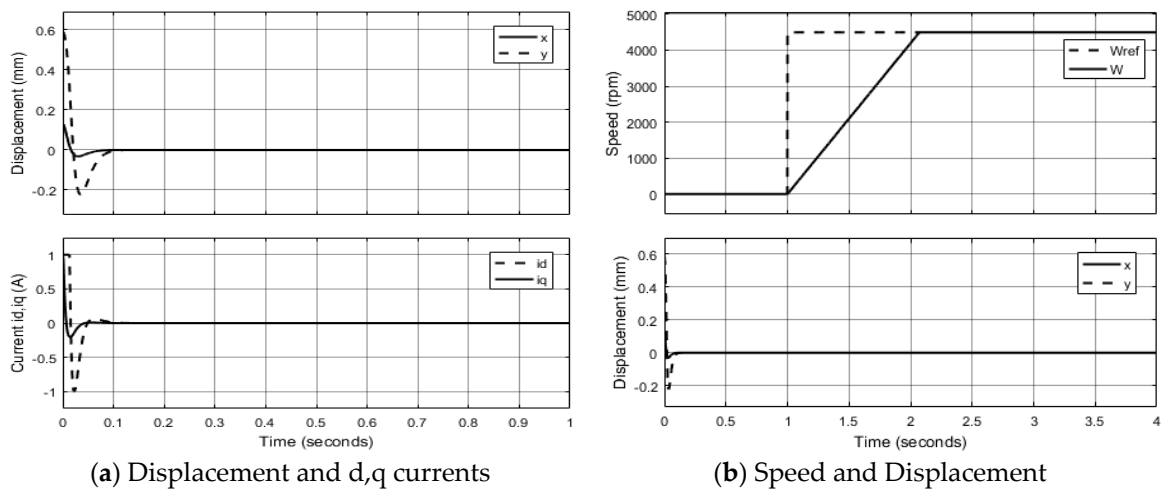 Displacement (mm)
0.6
0.4
0.2
0
-0.2
x
y
Current id,iq (A)
1
0.5
0
-0.5
-1
id
iq
0 0.1 0.2 0.3 0.4 0.5 0.6 0.7 0.8 0.9 1
Time (seconds)
(a) Displacement and d,q currents
Speed (rpm)
5000
4000
3000
2000
1000
0
Wref
W
Displacement (mm)
0.6
0.4
0.2
0
-0.2
x
y
0 0.5 1 1.5 2 2.5 3 3.5 4
Time (seconds)
(b) Speed and Displacement